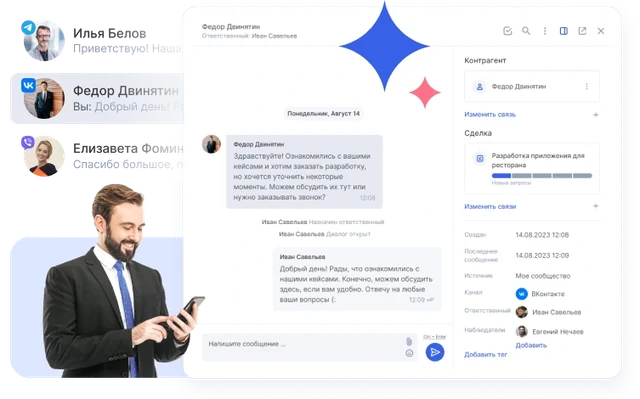 Илья Белов
Приветствую! Наша
Федор Двинятин
Вы: Добрый день!
Елизавета Фомин
Спасибо большое, п
Федор Двинятин
Ответственный: Иван Савельев
Понедельник, Август 14
Федор Двинятин
Здравствуйте! Ознакомились с вашими
кейсами и хотим заказать разработку,
но хочется уточнить некоторые
моменты. Можем обсудить их тут или
нужно заказывать звонок?
12:08
Иван Савельев Назначен ответственный
Иван Савельев Диалог открыт
Иван Савельев
Добрый день! Рады, что ознакомились с
нашими кейсами. Конечно, можем обсудить
здесь, если вам удобно. Отвечу на любые
ваши вопросы (:
12:09
Напишите сообщение ...
Ctrl + Enter
Контрагент
Федор Двинятин
Изменить связь +
Сделка
Разработка приложения для
ресторана
Новые запросы
Изменить связи +
Создан 14.08.2023 12:08
Последнее
сообщение 14.08.2023 12:09
Источник Мое сообщество
Канал ВКонтакте
Ответственный Иван Савельев
Наблюдатели Евгений Нечаев
Добавить
Добавить тег